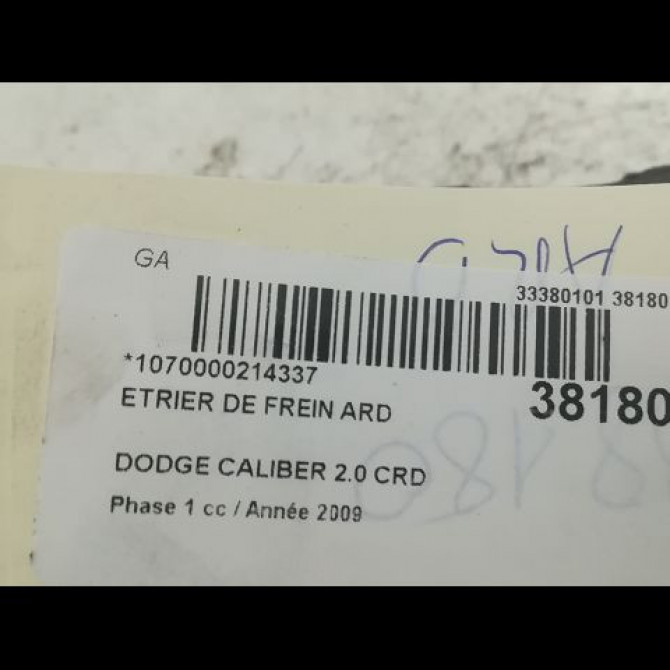 GA
33380101 38180
*1070000214337
38180
ETRIER DE FREIN ARD
DODGE CALIBER 2.0 CRD
Phase 1 cc / Année 2009